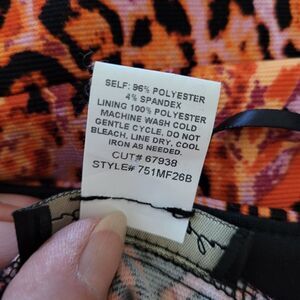 SELF: 96% POLYESTER
4% SPANDEX
LINING 100% POLYESTER
MACHINE WASH COLD
GENTLE CYCLE, DO NOT
BLEACH, LINE DRY, COOL
IRON AS NEEDED.
CUT# 67938
STYLE# 751MF26B